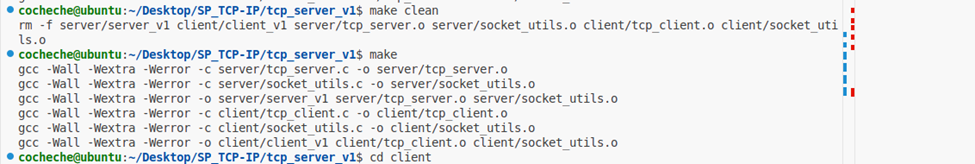 cocheche@ubuntu:~/Desktop/SP_TCP-IP/tcp_server_v1$ make clean
rm -f server/server_v1 client/client_v1 server/tcp_server.o server/socket_utils.o client/tcp_client.o client/socket_uti
ls.o
cocheche@ubuntu:~/Desktop/SP_TCP-IP/tcp_server_v1$ make
gcc -Wall -Wextra -Werror -c server/tcp_server.c -o server/tcp_server.o
gcc -Wall -Wextra -Werror -c server/socket_utils.c -o server/socket_utils.o
gcc -Wall -Wextra -Werror -o server/server_v1 server/tcp_server.o server/socket_utils.o
gcc -Wall -Wextra -Werror -c client/tcp_client.c -o client/tcp_client.o
gcc -Wall -Wextra -Werror -c client/socket_utils.c -o client/socket_utils.o
gcc -Wall -Wextra -Werror -o client/client_v1 client/tcp_client.o client/socket_utils.o
cocheche@ubuntu:~/Desktop/SP_TCP-IP/tcp_server_v1$ cd client